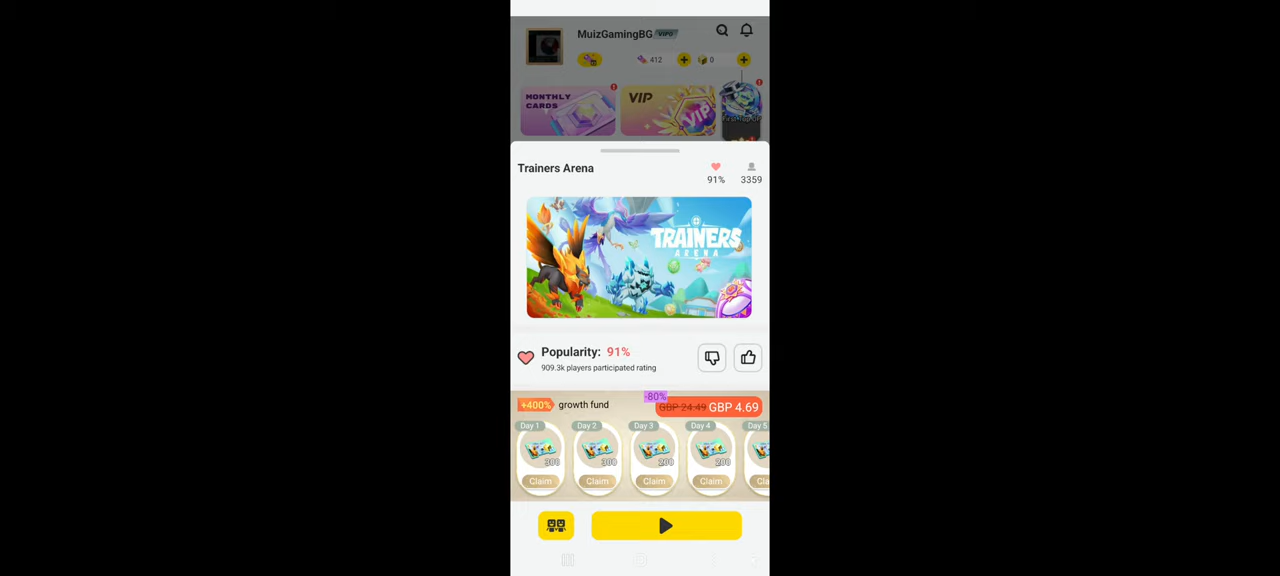 MuizGamingBG VIP0
412 0
MONTHLY
CARDS
VIP
VIP
Trainers Arena
91% 3359
TRAINERS
ARENA
Popularity: 91%
909.3k players participated rating
-80%
+400% growth fund GBP 24.49 GBP 4.69
Day 1 Day 2 Day 3 Day 4 Day 5
300 300 200 200
Claim Claim Claim Claim Cla